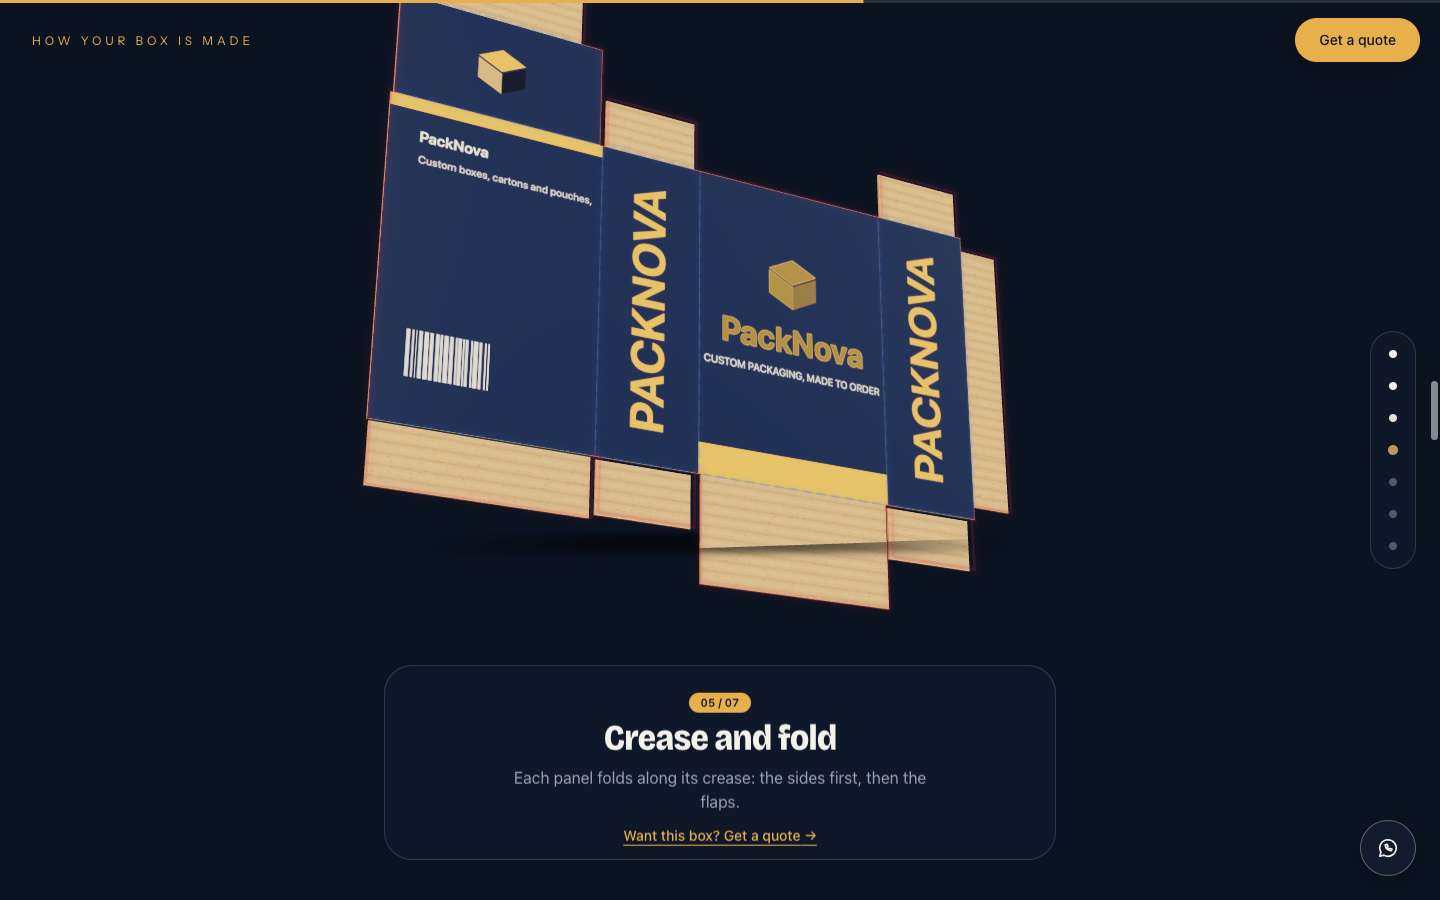 HOW YOUR BOX IS MADE
Get a quote
PackNova
Custom boxes, cartons and pouches,
PACKNOVA
PackNova
CUSTOM PACKAGING, MADE TO ORDER
PACKNOVA
05 / 07
Crease and fold
Each panel folds along its crease: the sides first, then the
flaps.
Want this box? Get a quote →